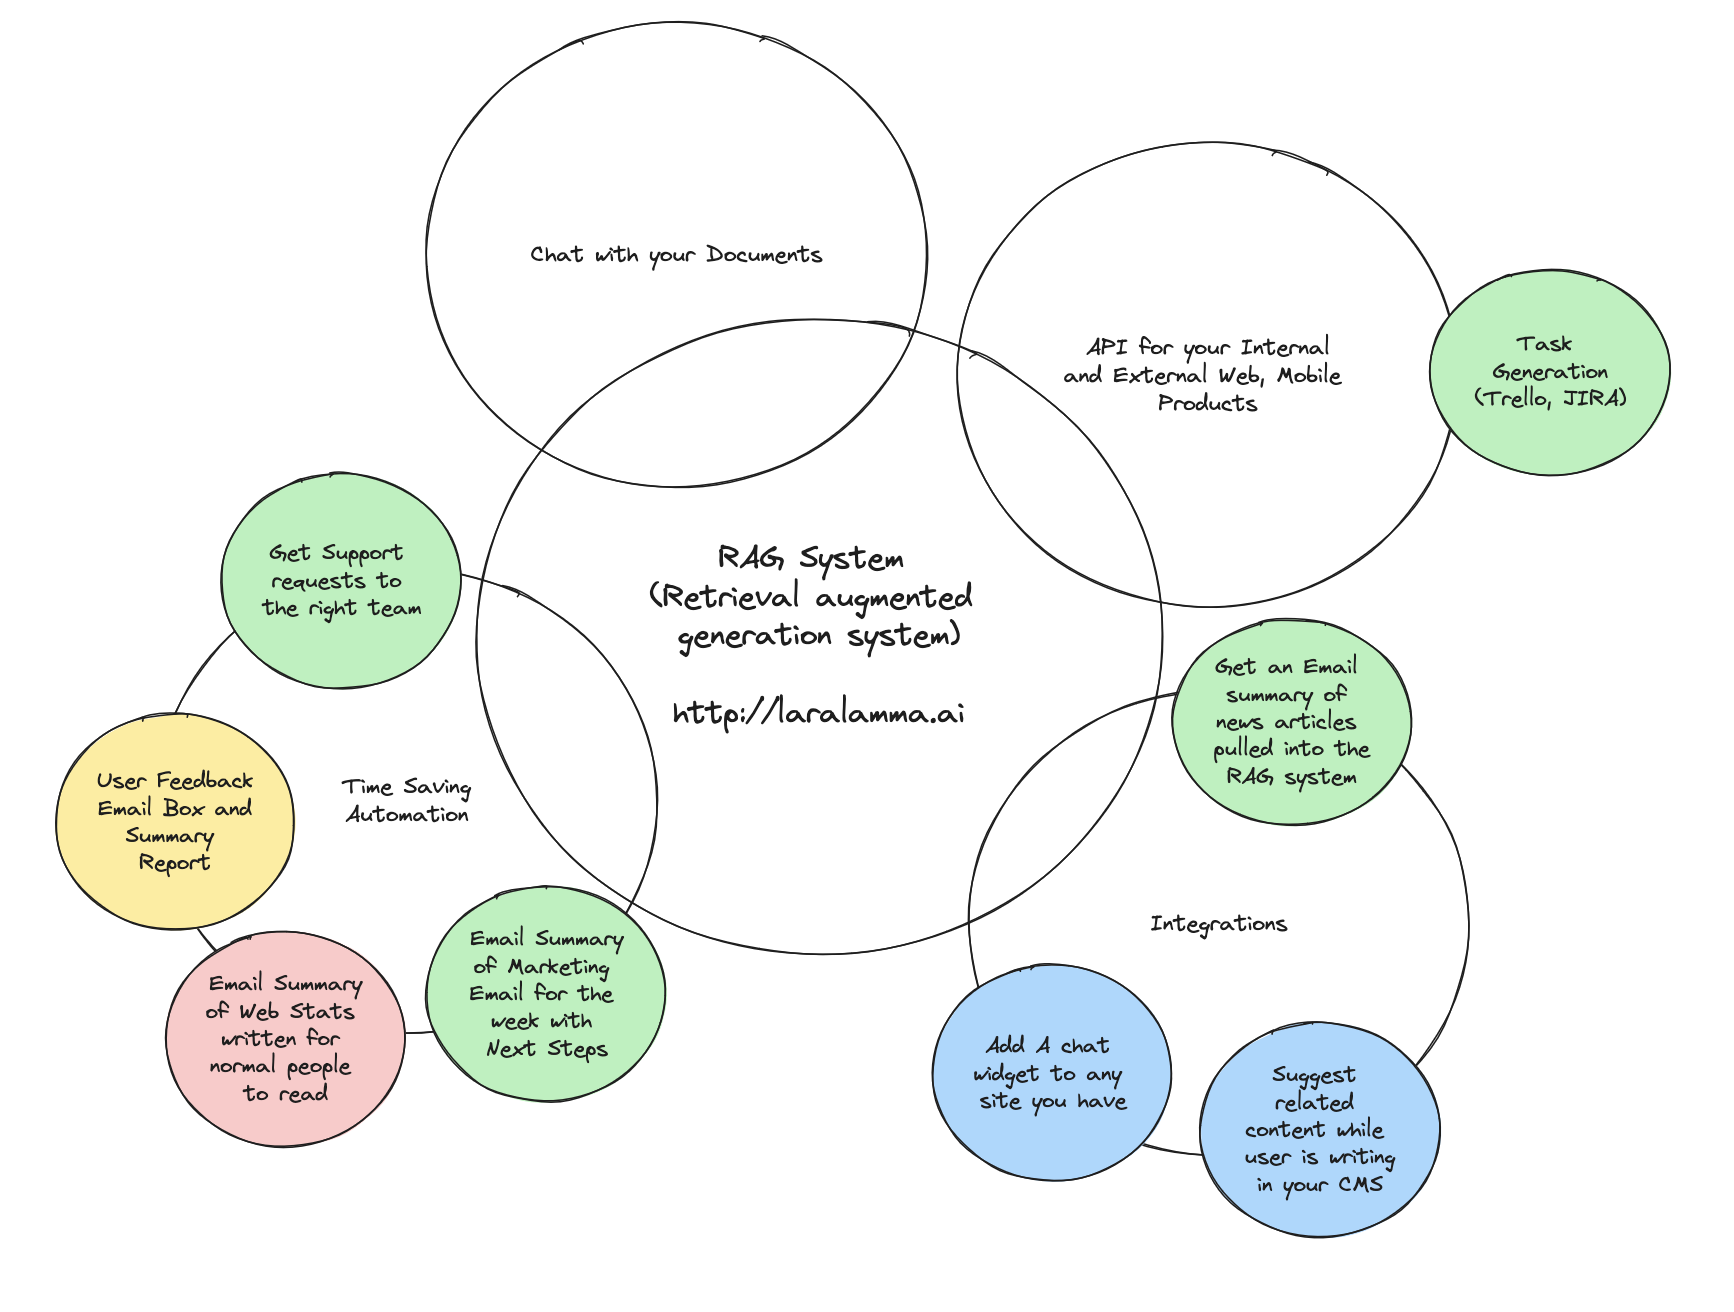 Chat with your Documents
API for your Internal
and External Web, Mobile
Products
Task
Generation
(Trello, JIRA)
Get Support
requests to
the right team
RAG System
(Retrieval augmented
generation system)
http://laralamma.ai
Get an Email
summary of
news articles
pulled into the
RAG system
User Feedback
Email Box and
Summary
Report
Time Saving
Automation
Integrations
Email Summary
of Marketing
Email for the
week with
Next Steps
Email Summary
of Web Stats
written for
normal people
to read
Add A chat
widget to any
site you have
Suggest
related
content while
user is writing
in your CMS